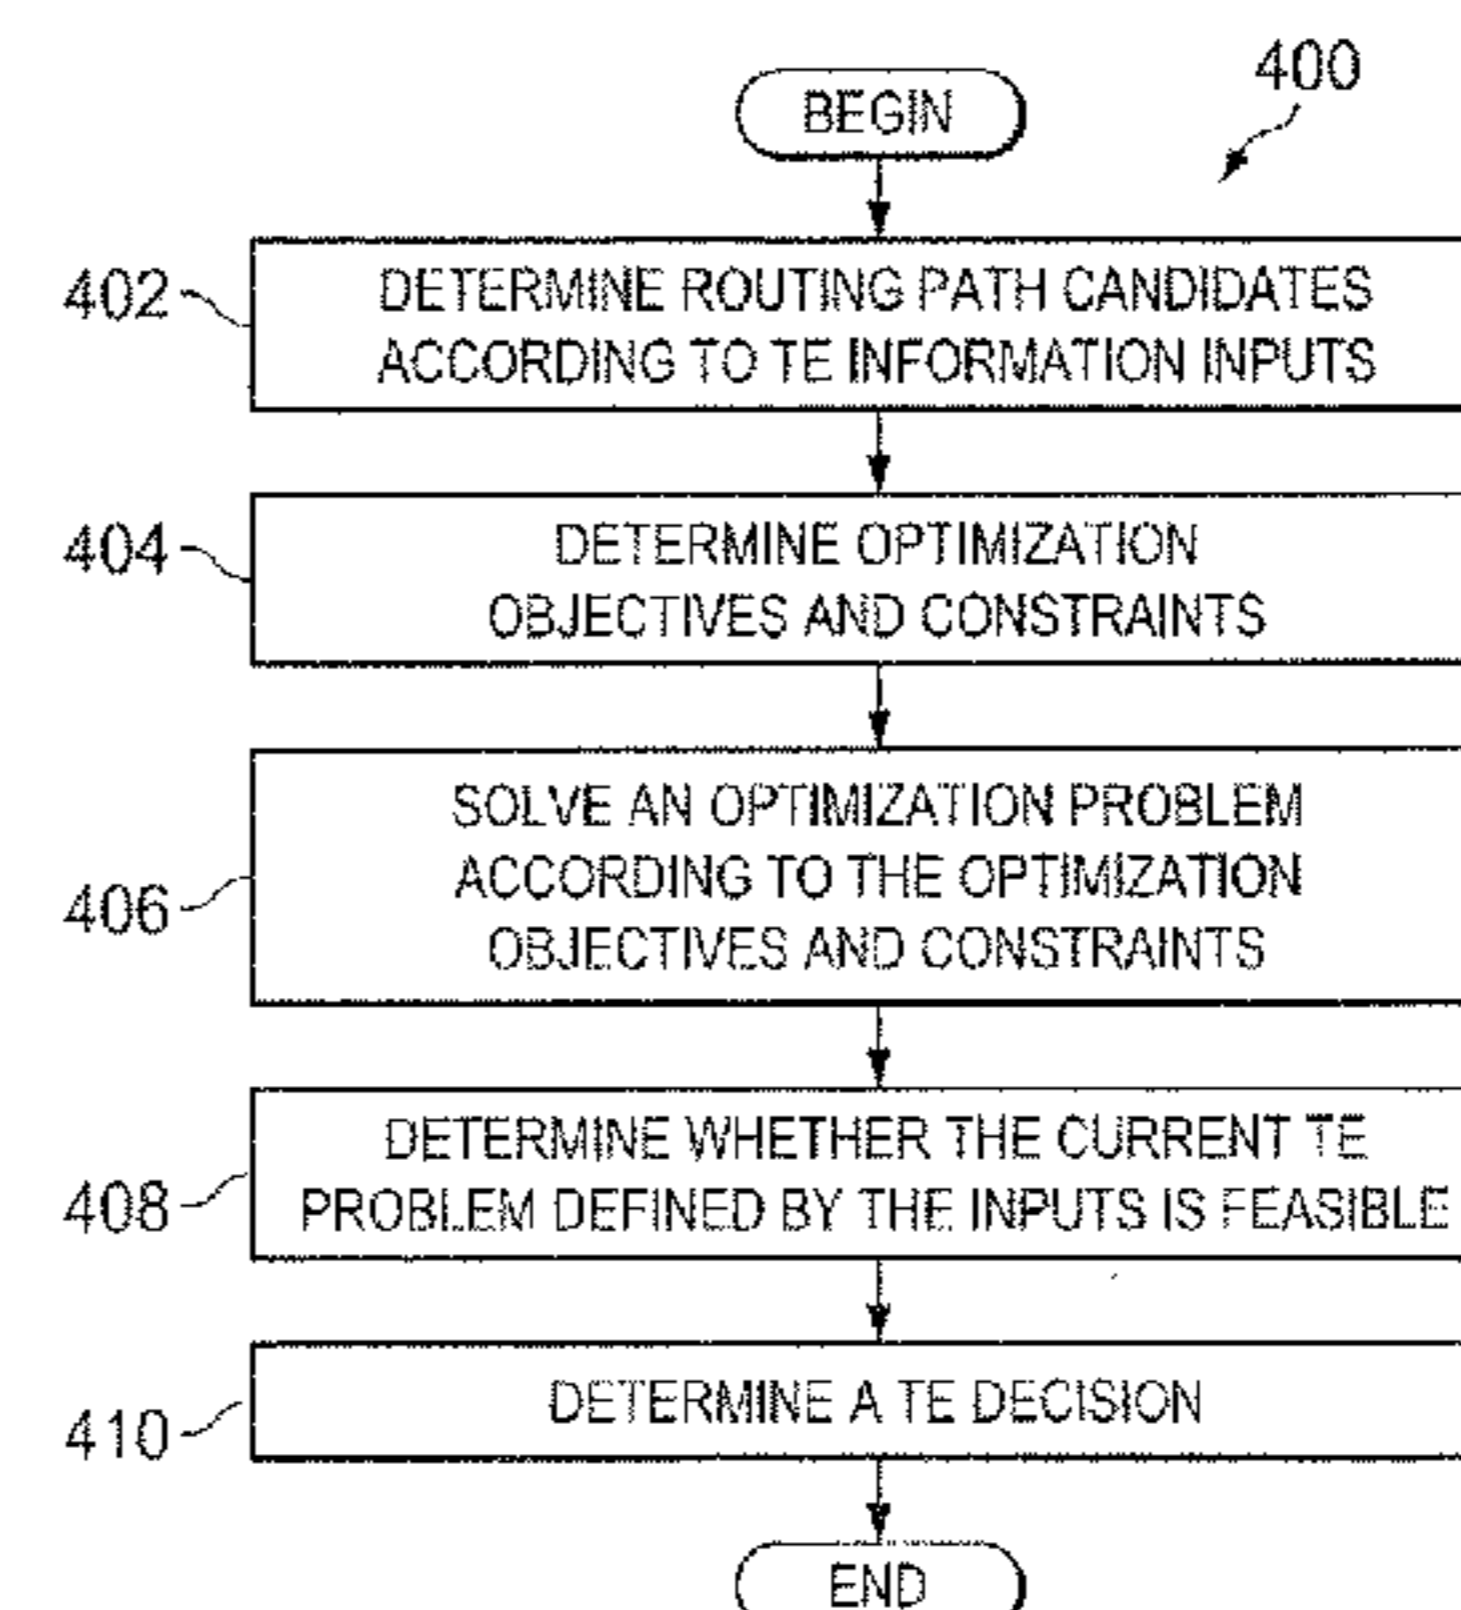 400
BEGIN
402
DETERMINE ROUTING PATH CANDIDATES
ACCORDING TO TE INFORMATION INPUTS
404
DETERMINE OPTIMIZATION
OBJECTIVES AND CONSTRAINTS
406
SOLVE AN OPTIMIZATION PROBLEM
ACCORDING TO THE OPTIMIZATION
OBJECTIVES AND CONSTRAINTS
408
DETERMINE WHETHER THE CURRENT TE
PROBLEM DEFINED BY THE INPUTS IS FEASIBLE
410
DETERMINE A TE DECISION
END